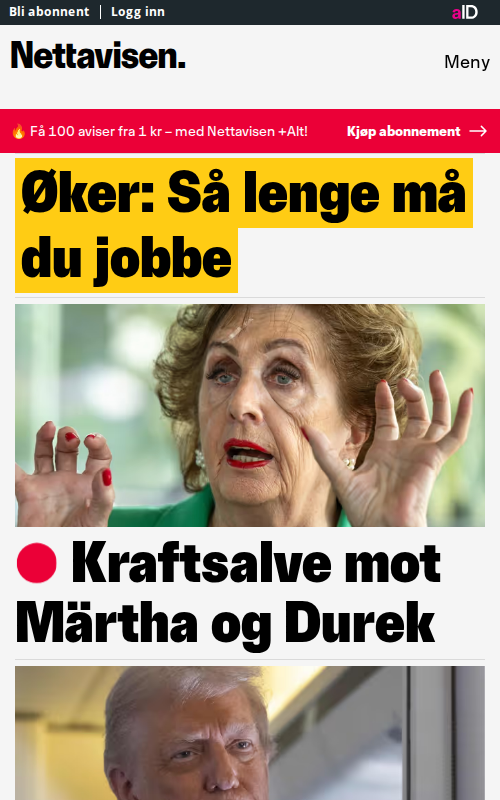 Bli abonnent | Logg inn
aID
Nettavisen.
Meny
🔥 Få 100 aviser fra 1 kr – med Nettavisen +Alt!
Kjøp abonnement →
Øker: Så lenge må
du jobbe
Kraftsalve mot
Märtha og Durek